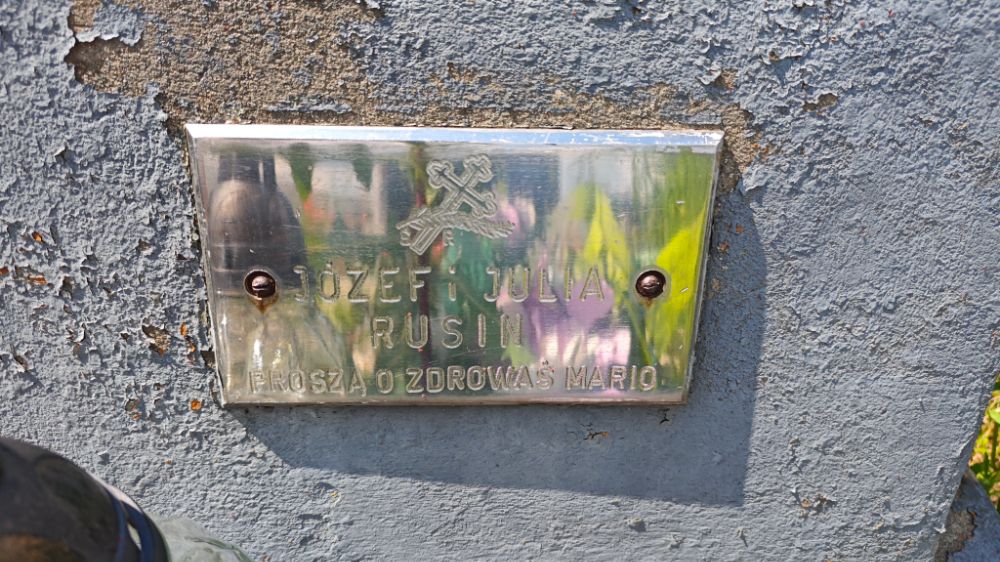 Ś P
JÓZEF i JULIA
RUSIN
PROSZĄ O ZDROWAŚ MARIO